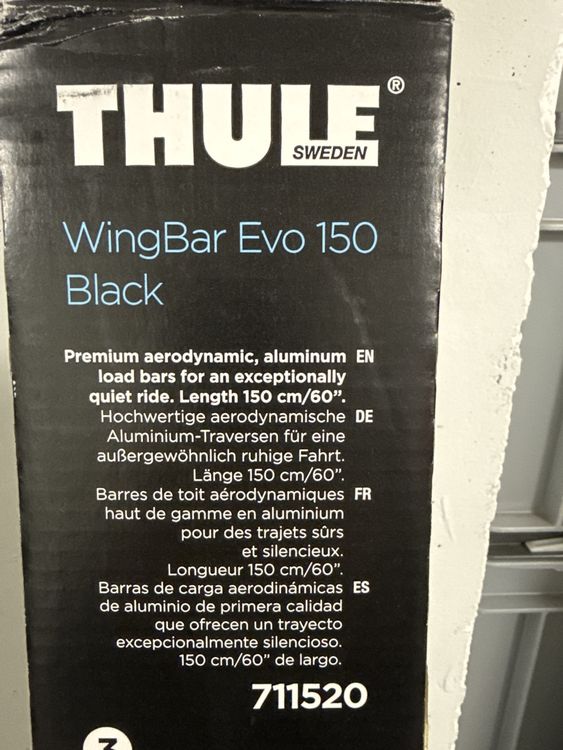 THULE®
SWEDEN
WingBar Evo 150
Black
Premium aerodynamic, aluminum EN
load bars for an exceptionally
quiet ride. Length 150 cm/60”.
Hochwertige aerodynamische DE
Aluminium-Traversen für eine
außergewöhnlich ruhige Fahrt.
Länge 150 cm/60”.
Barres de toit aérodynamiques FR
haut de gamme en aluminium
pour des trajets sûrs
et silencieux.
Longueur 150 cm/60”.
Barras de carga aerodinámicas ES
de aluminio de primera calidad
que ofrecen un trayecto
excepcionalmente silencioso.
150 cm/60” de largo.
711520
3